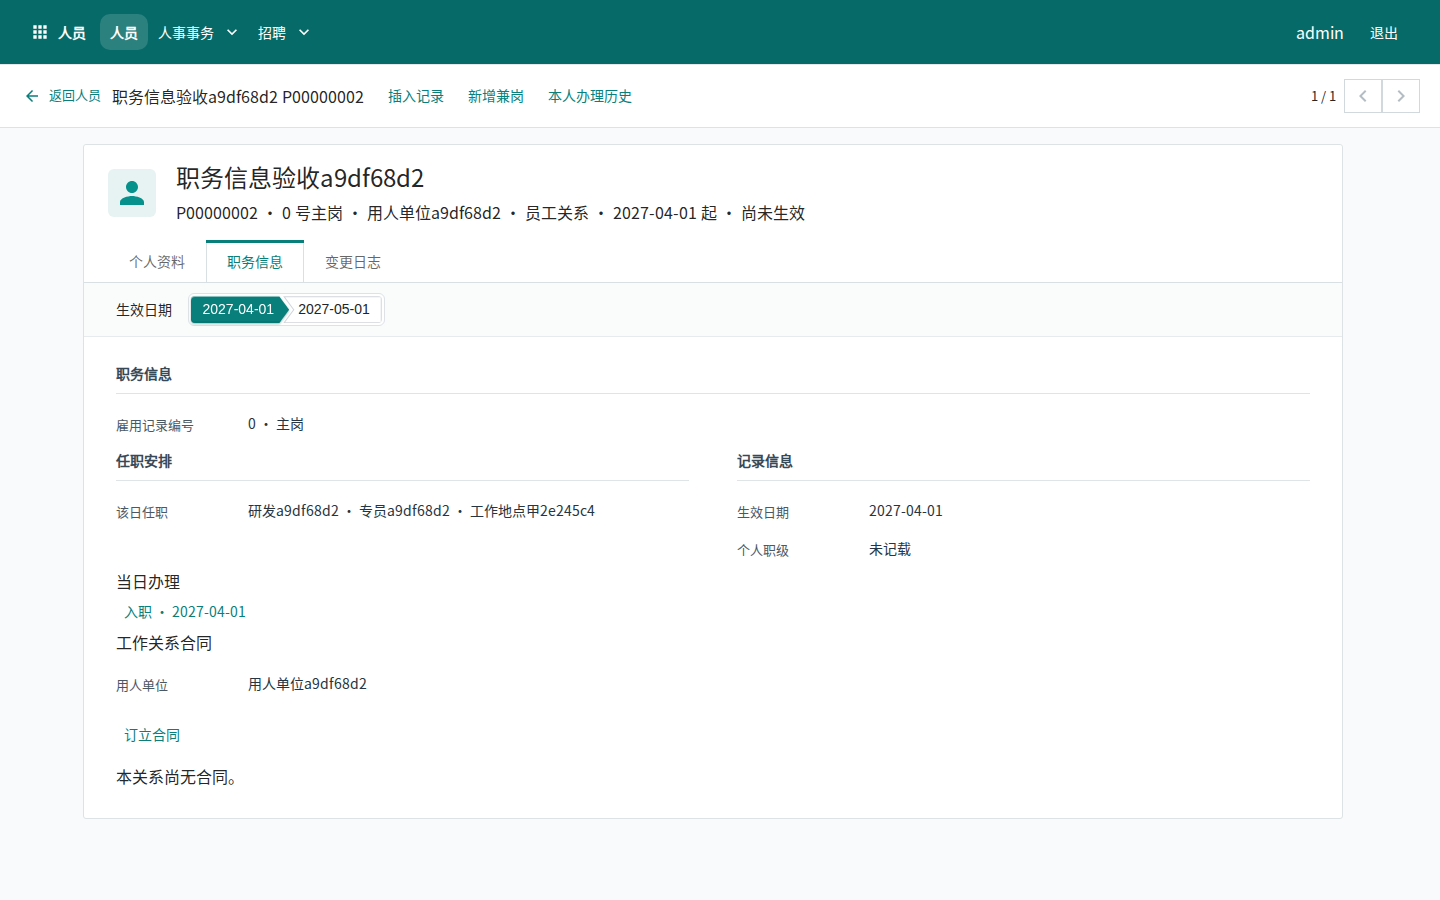 人员 人员 人事事务 招聘 admin 退出
返回人员 职务信息验收a9df68d2 P00000002 插入记录 新增兼岗 本人办理历史 1 / 1
职务信息验收a9df68d2
P00000002 · 0 号主岗 · 用人单位a9df68d2 · 员工关系 · 2027-04-01 起 · 尚未生效
个人资料 职务信息 变更日志
生效日期 2027-04-01 2027-05-01
职务信息
雇用记录编号 0 · 主岗
任职安排 记录信息
该日任职 研发a9df68d2 · 专员a9df68d2 · 工作地点甲2e245c4 生效日期 2027-04-01
个人职级 未记载
当日办理
入职 · 2027-04-01
工作关系合同
用人单位 用人单位a9df68d2
订立合同
本关系尚无合同。